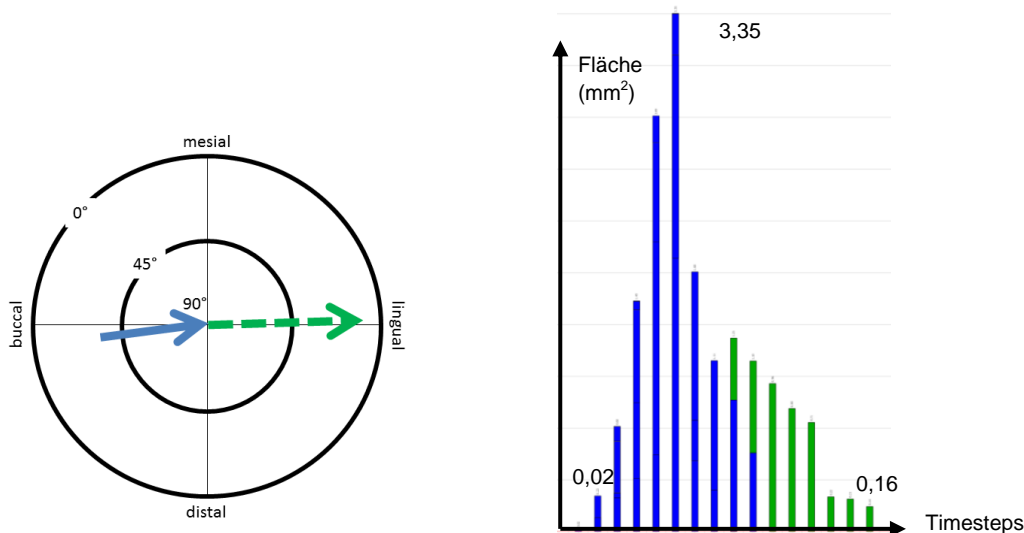 mesial
0°
45°
90°
buccal
lingual
distal
3,35
Fläche
(mm²)
0,02
0,16
Timesteps